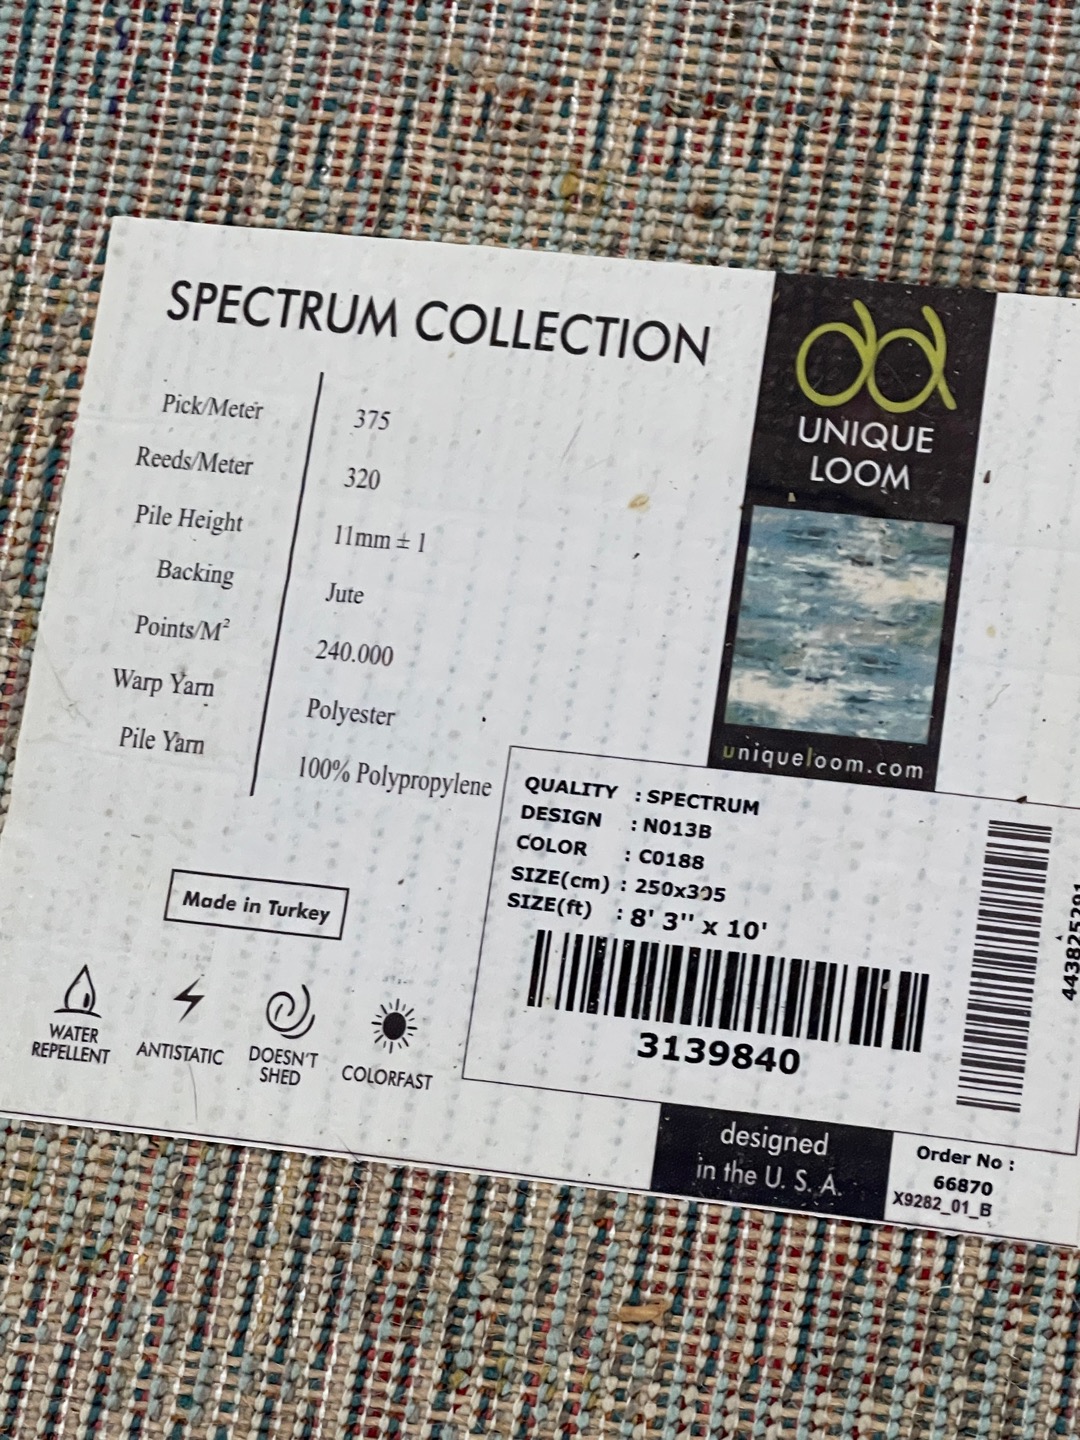 SPECTRUM COLLECTION
Pick/Meter 375
Reeds/Meter 320
Pile Height 11mm ± 1
Backing Jute
Points/M² 240.000
Warp Yarn Polyester
Pile Yarn 100% Polypropylene
Made in Turkey
WATER REPELLENT
ANTISTATIC
DOESN'T SHED
COLORFAST
UNIQUE
LOOM
uniqueloom.com
QUALITY : SPECTRUM
DESIGN : N013B
COLOR : C0188
SIZE(cm) : 250x305
SIZE(ft) : 8' 3'' x 10'
3139840
443825291
designed
in the U. S. A.
Order No :
66870
X9282_01_B